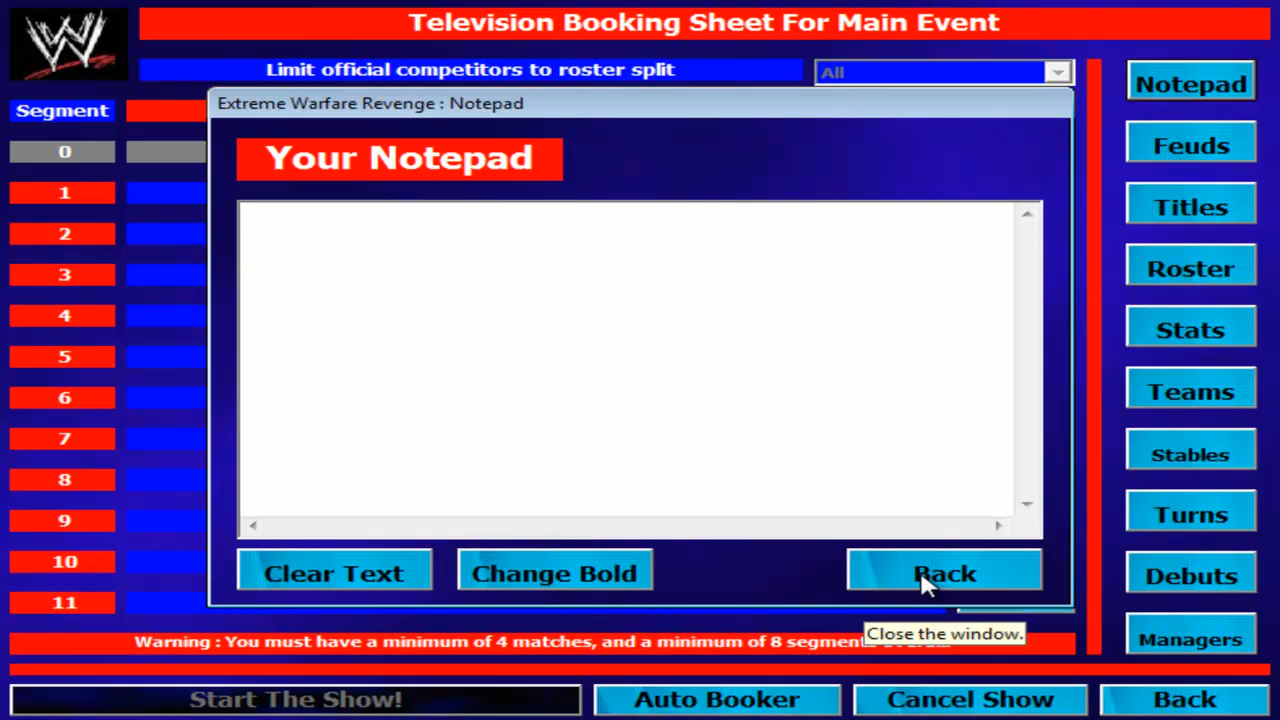 W
Television Booking Sheet For Main Event
Limit official competitors to roster split
All
Notepad
Extreme Warfare Revenge : Notepad
Segment
Your Notepad
Feuds
0
1
Titles
2
Roster
3
4
Stats
5
6
Teams
7
Stables
8
9
Turns
10
Clear Text
Change Bold
Back
Debuts
11
Close the window.
Warning : You must have a minimum of 4 matches, and a minimum of 8 segment
Managers
Start The Show!
Auto Booker
Cancel Show
Back